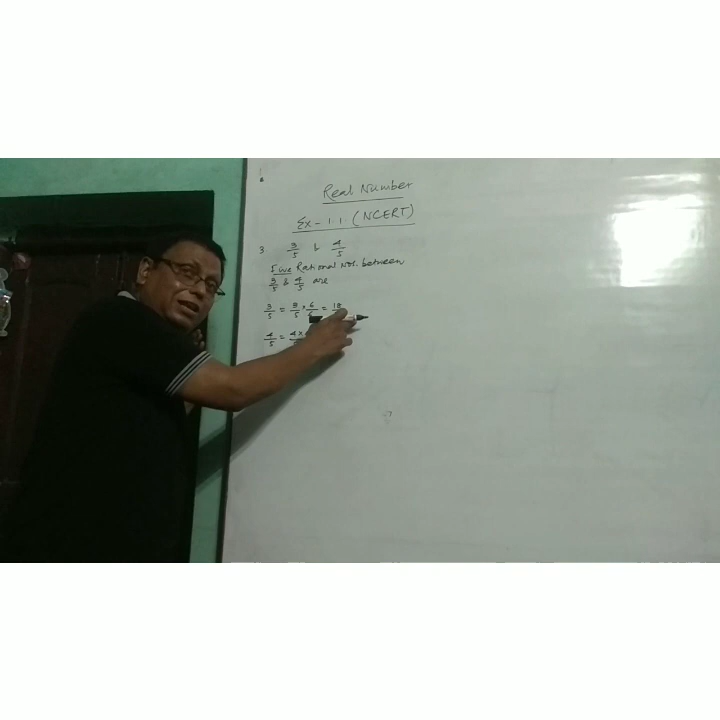 Real Number
Ex - 1.1. (NCERT)
3 3/5 & 4/5
Five Rational Nos. between
3/5 & 4/5 are
3/5 = 3/5 × 6/6 = 18
4/5 = 4×